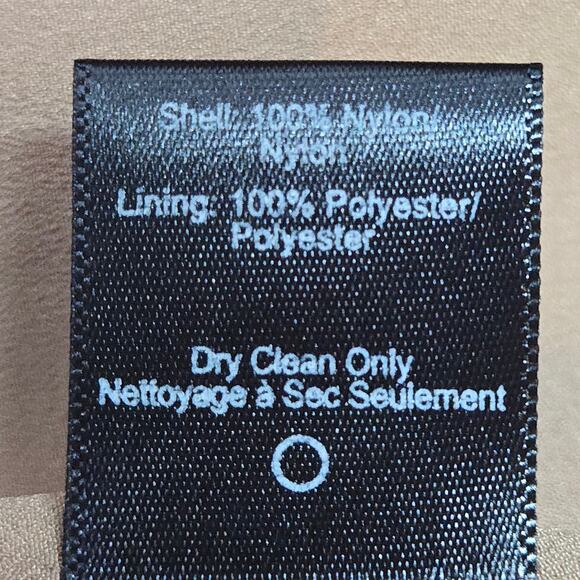 Shell: 100% Nylon/
Nylon
Lining: 100% Polyester/
Polyester
Dry Clean Only
Nettoyage à Sec Seulement